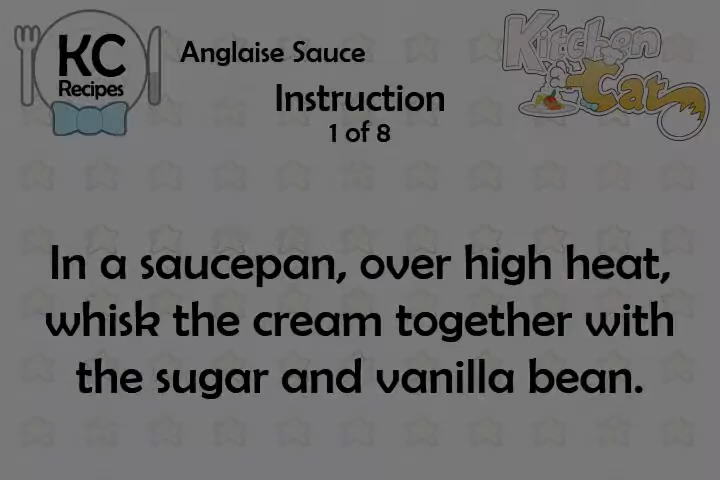 KC
Recipes
Anglaise Sauce
Kitchen
Cat
Instruction
1 of 8
In a saucepan, over high heat,
whisk the cream together with
the sugar and vanilla bean.